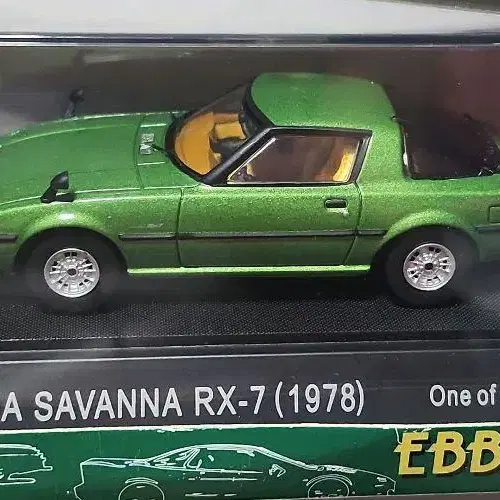 A SAVANNA RX-7 (1978) One of
EBB